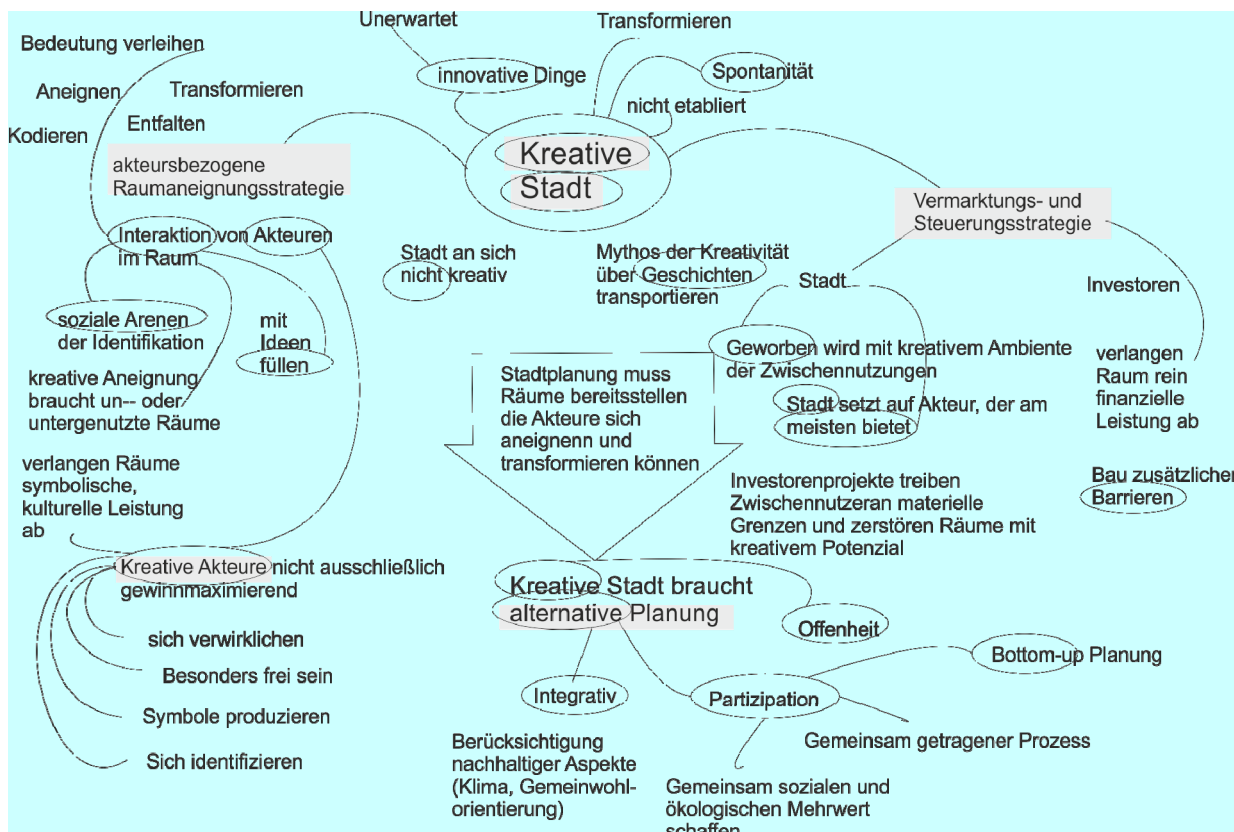 Unerwartet
Transformieren
Bedeutung verleihen
innovative Dinge
Spontanität
Aneignen
Transformieren
nicht etabliert
Kodieren
Entfalten
Kreative
Stadt
akteursbezogene
Raumaneignungsstrategie
Vermarktungs- und
Steuerungsstrategie
Interaktion von Akteuren
im Raum
Stadt an sich
nicht kreativ
Mythos der Kreativität
über Geschichten
transportieren
Stadt
Investoren
soziale Arenen
der Identifikation
mit
Ideen
füllen
Geworben wird mit kreativem Ambiente
der Zwischennutzungen
verlangen
Raum rein
finanzielle
Leistung ab
kreative Aneignung
braucht un-- oder
untergenutzte Räume
Stadtplanung muss
Räume bereitsstellen
die Akteure sich
aneignenn und
transformieren können
Stadt setzt auf Akteur, der am
meisten bietet
verlangen Räume
symbolische,
kulturelle Leistung
ab
Investorenprojekte treiben
Zwischennutzeran materielle
Grenzen und zerstören Räume mit
kreativem Potenzial
Bau zusätzlicher
Barrieren
Kreative Akteure nicht ausschließlich
gewinnmaximierend
Kreative Stadt braucht
alternative Planung
Offenheit
sich verwirklichen
Besonders frei sein
Symbole produzieren
Sich identifizieren
Integrativ
Partizipation
Bottom-up Planung
Berücksichtigung
nachhaltiger Aspekte
(Klima, Gemeinwohl-
orientierung)
Gemeinsam getragener Prozess
Gemeinsam sozialen und
ökologischen Mehrwert
schaffen